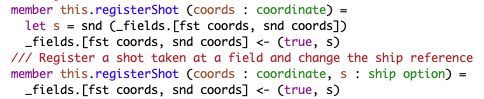 member this.registerShot (coords : coordinate) =
  let s = snd (_fields.[fst coords, snd coords])
  _fields.[fst coords, snd coords] <- (true, s)
/// Register a shot taken at a field and change the ship reference
member this.registerShot (coords : coordinate, s : ship option) =
  _fields.[fst coords, snd coords] <- (true, s)